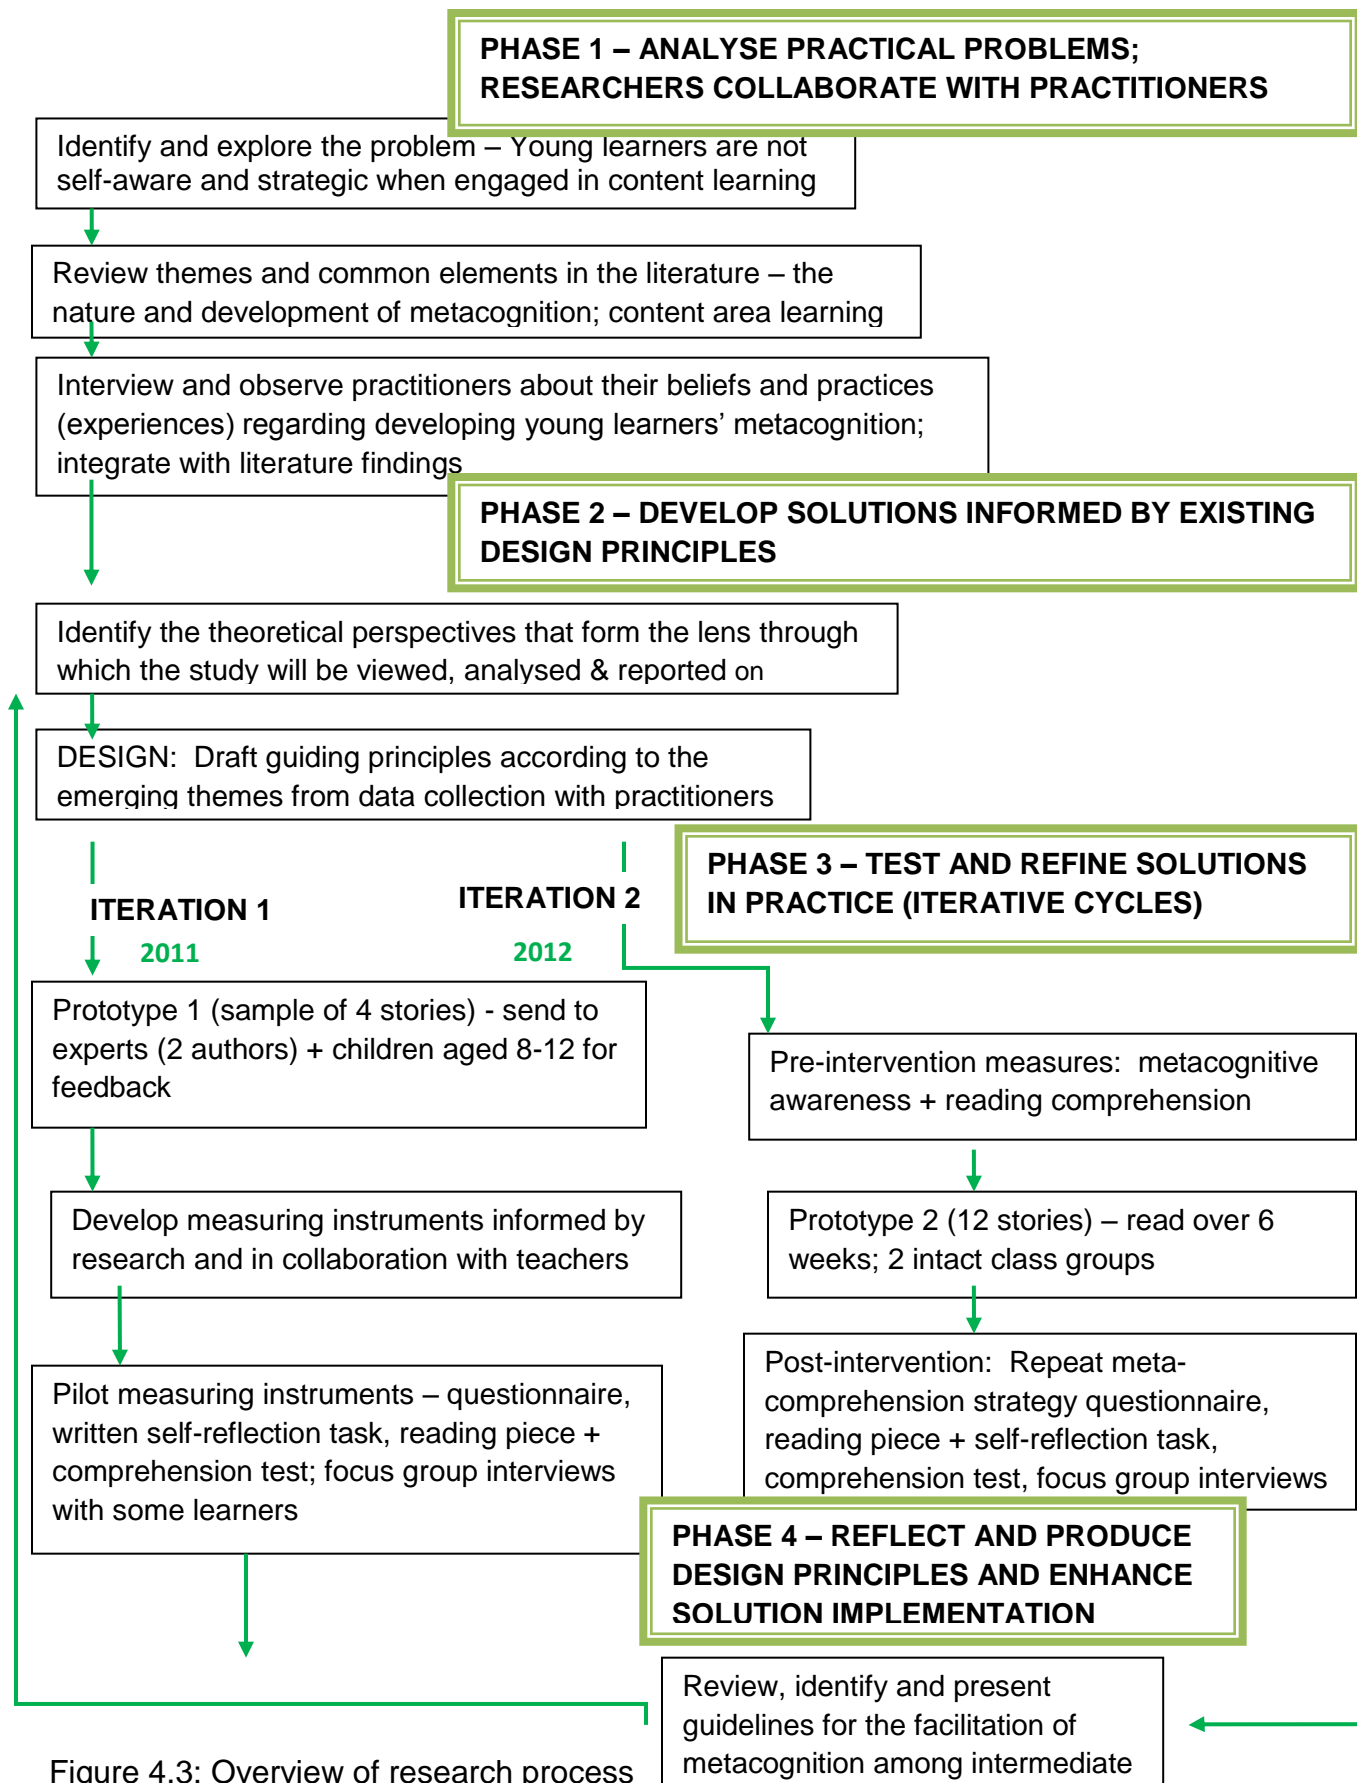 PHASE 1 – ANALYSE PRACTICAL PROBLEMS;
RESEARCHERS COLLABORATE WITH PRACTITIONERS
Identify and explore the problem – Young learners are not
self-aware and strategic when engaged in content learning
Review themes and common elements in the literature – the
nature and development of metacognition; content area learning
Interview and observe practitioners about their beliefs and practices
(experiences) regarding developing young learners’ metacognition;
integrate with literature findings
PHASE 2 – DEVELOP SOLUTIONS INFORMED BY EXISTING
DESIGN PRINCIPLES
Identify the theoretical perspectives that form the lens through
which the study will be viewed, analysed & reported on
DESIGN:  Draft guiding principles according to the
emerging themes from data collection with practitioners
PHASE 3 – TEST AND REFINE SOLUTIONS
IN PRACTICE (ITERATIVE CYCLES)
ITERATION 1
2011
ITERATION 2
2012
Prototype 1 (sample of 4 stories) - send to
experts (2 authors) + children aged 8-12 for
feedback
Develop measuring instruments informed by
research and in collaboration with teachers
Pilot measuring instruments – questionnaire,
written self-reflection task, reading piece +
comprehension test; focus group interviews
with some learners
Pre-intervention measures:  metacognitive
awareness + reading comprehension
Prototype 2 (12 stories) – read over 6
weeks; 2 intact class groups
Post-intervention:  Repeat meta-
comprehension strategy questionnaire,
reading piece + self-reflection task,
comprehension test, focus group interviews
PHASE 4 – REFLECT AND PRODUCE
DESIGN PRINCIPLES AND ENHANCE
SOLUTION IMPLEMENTATION
Review, identify and present
guidelines for the facilitation of
metacognition among intermediate
Figure 4.3: Overview of research process